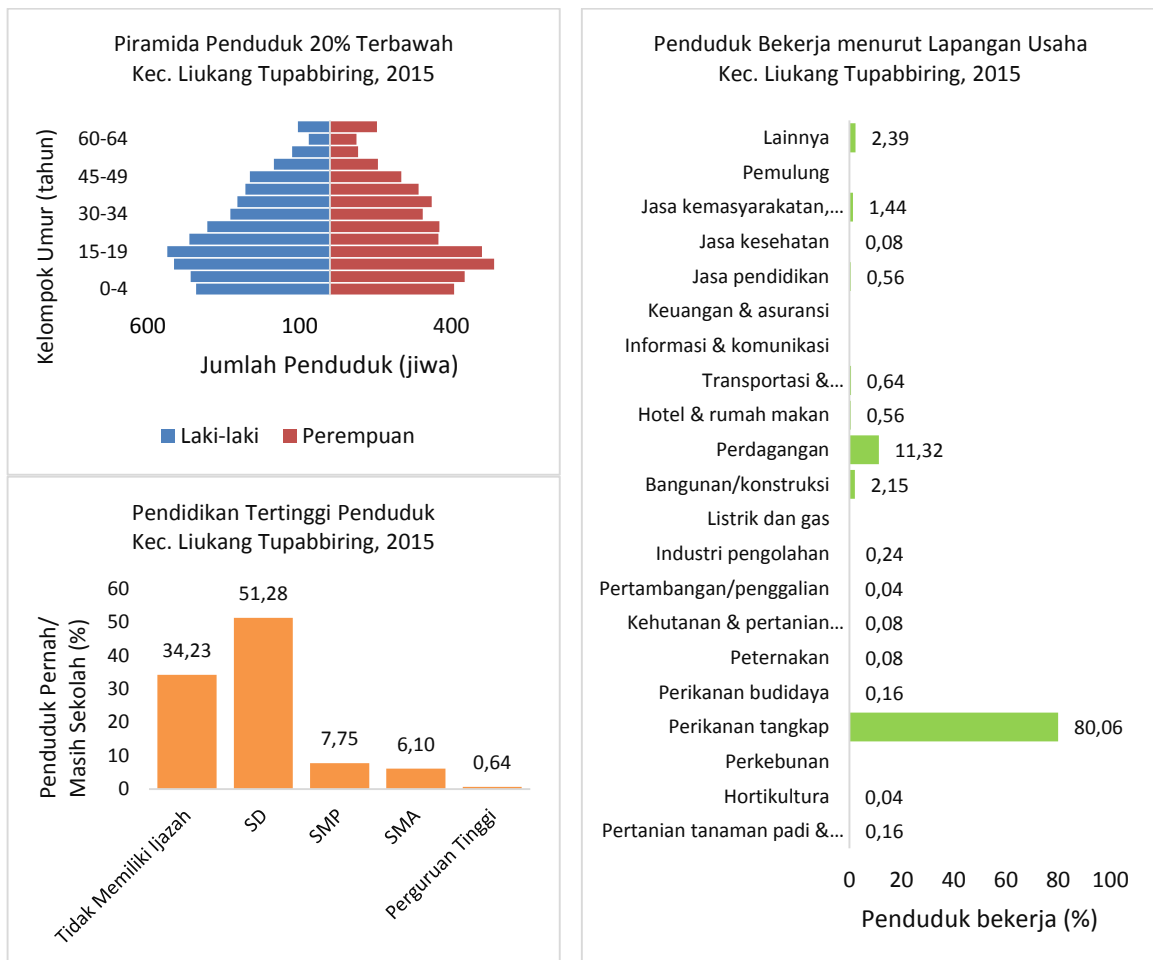 Piramida Penduduk 20% Terbawah
Kec. Liukang Tupabbiring, 2015
Kelompok Umur (tahun)
60-64
45-49
30-34
15-19
0-4
600 100 400
Jumlah Penduduk (jiwa)
Laki-laki Perempuan
Pendidikan Tertinggi Penduduk
Kec. Liukang Tupabbiring, 2015
Penduduk Pernah/
Masih Sekolah (%)
60
50
40
30
20
10
0
34,23
51,28
7,75
6,10
0,64
Tidak Memiliki Ijazah
SD
SMP
SMA
Perguruan Tinggi
Penduduk Bekerja menurut Lapangan Usaha
Kec. Liukang Tupabbiring, 2015
Lainnya 2,39
Pemulung
Jasa kemasyarakatan,... 1,44
Jasa kesehatan 0,08
Jasa pendidikan 0,56
Keuangan & asuransi
Informasi & komunikasi
Transportasi &... 0,64
Hotel & rumah makan 0,56
Perdagangan 11,32
Bangunan/konstruksi 2,15
Listrik dan gas
Industri pengolahan 0,24
Pertambangan/penggalian 0,04
Kehutanan & pertanian... 0,08
Peternakan 0,08
Perikanan budidaya 0,16
Perikanan tangkap 80,06
Perkebunan
Hortikultura 0,04
Pertanian tanaman padi &... 0,16
0 20 40 60 80 100
Penduduk bekerja (%)